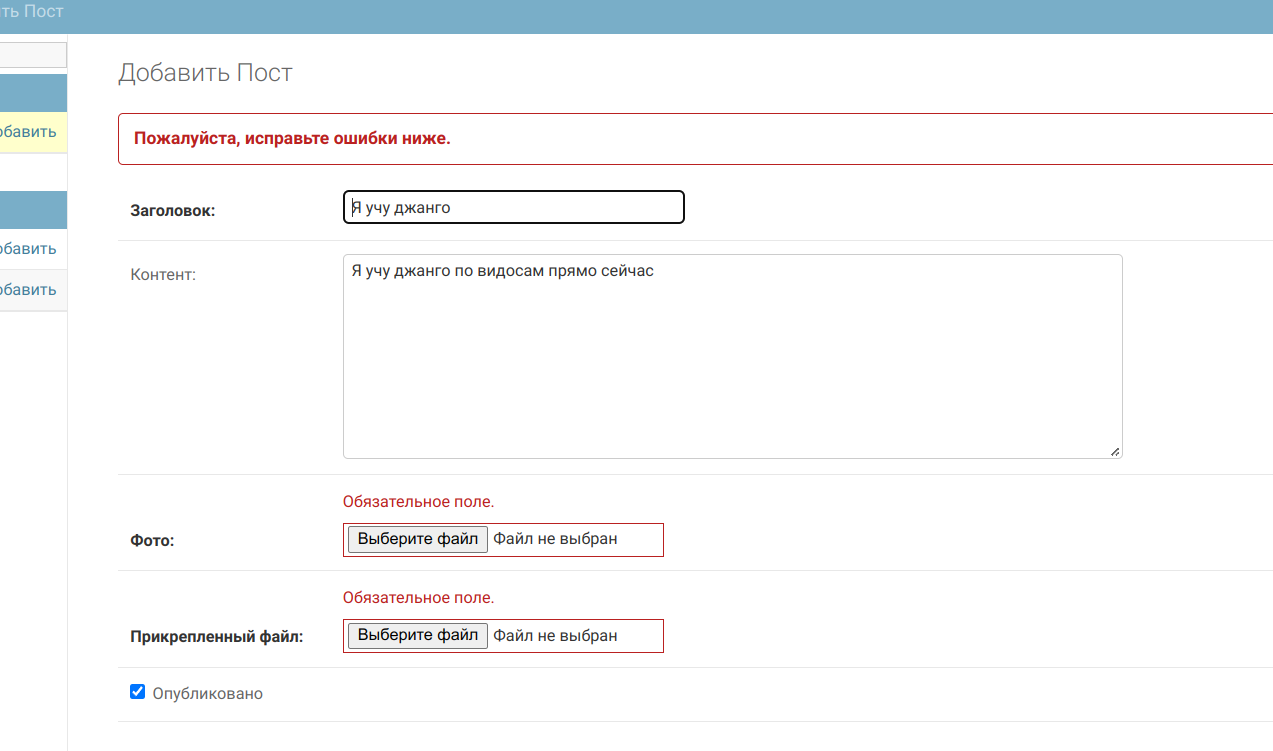 ть Пост
Добавить Пост
Пожалуйста, исправьте ошибки ниже.
обавить
Заголовок: Я учу джанго
обавить
Контент: Я учу джанго по видосам прямо сейчас
обавить
Обязательное поле.
Фото: Выберите файл Файл не выбран
Обязательное поле.
Прикрепленный файл: Выберите файл Файл не выбран
Опубликовано